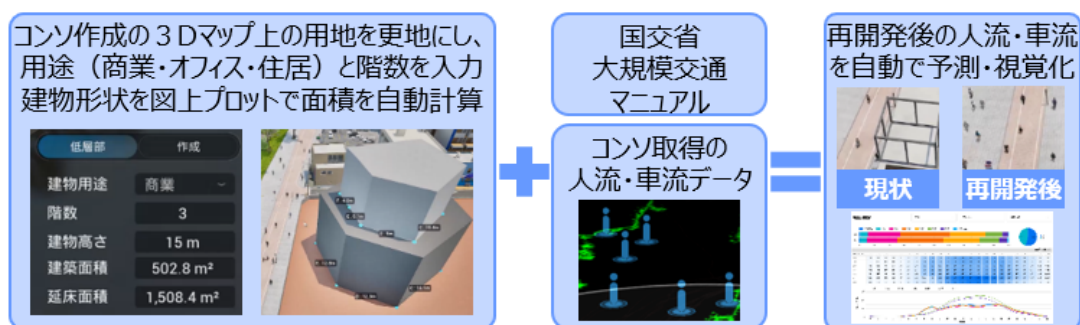 コンソ作成の３Ｄマップ上の用地を更地にし、
用途（商業・オフィス・住居）と階数を入力
建物形状を図上プロットで面積を自動計算
低層部 作成
建物用途 商業
階数 3
建物高さ 15 m
建築面積 502.8 m²
延床面積 1,508.4 m²
国交省
大規模交通
マニュアル
コンソ取得の
人流・車流データ
再開発後の人流・車流
を自動で予測・視覚化
現状 再開発後